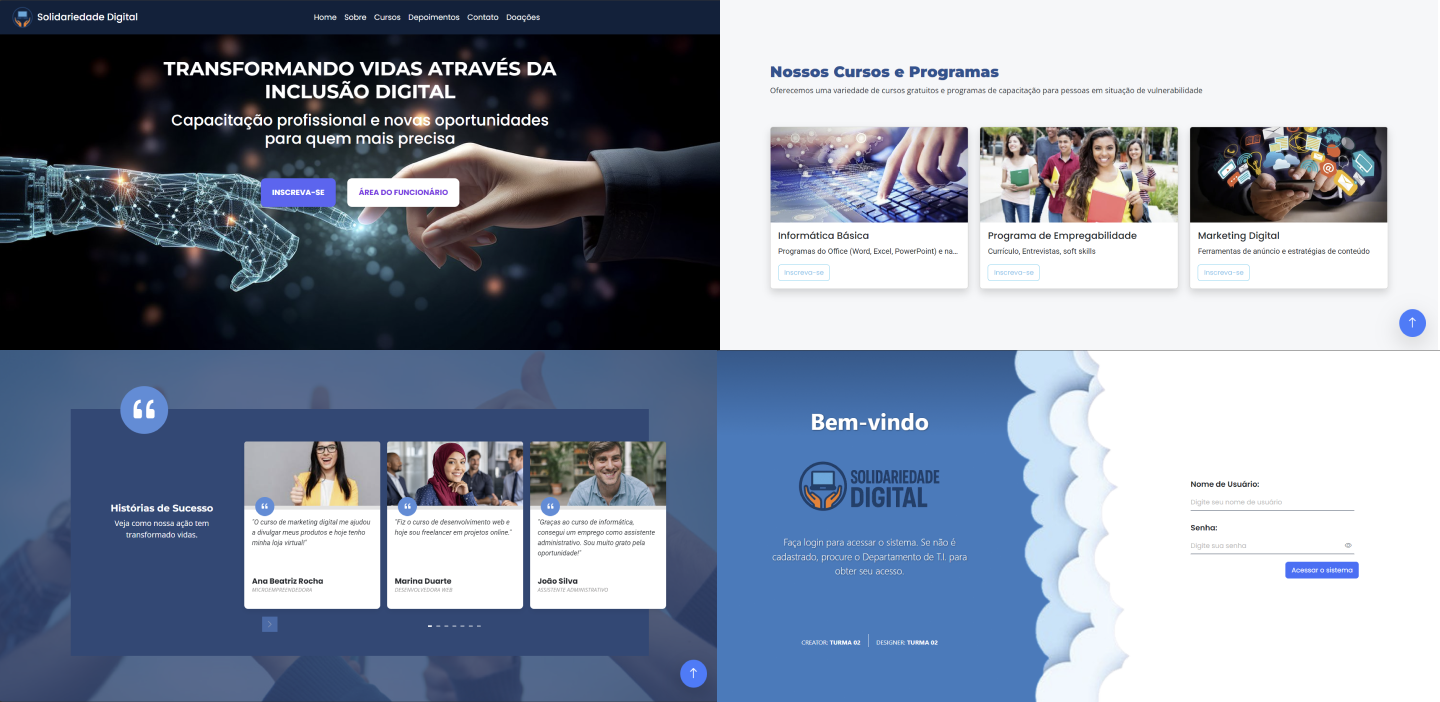 Solidariedade Digital
Home Sobre Cursos Depoimentos Contato Doações
TRANSFORMANDO VIDAS ATRAVÉS DA
INCLUSÃO DIGITAL
Capacitação profissional e novas oportunidades
para quem mais precisa
INSCREVA-SE
ÁREA DO FUNCIONÁRIO
Nossos Cursos e Programas
Oferecemos uma variedade de cursos gratuitos e programas de capacitação para pessoas em situação de vulnerabilidade
Informática Básica
Programas do Office (Word, Excel, PowerPoint) e na...
Inscreva-se
Programa de Empregabilidade
Currículo, Entrevistas, soft skills
Inscreva-se
Marketing Digital
Ferramentas de anúncio e estratégias de conteúdo
Inscreva-se
Histórias de Sucesso
Veja como nossa ação tem
transformado vidas.
"O curso de marketing digital me ajudou
a divulgar meus produtos e hoje tenho
minha loja virtual!"
Ana Beatriz Rocha
MICROEMPREENDEDORA
"Fiz o curso de desenvolvimento web e
hoje sou freelancer em projetos online."
Marina Duarte
DESENVOLVEDORA WEB
"Graças ao curso de informática,
consegui um emprego como assistente
administrativo. Sou muito grato pela
oportunidade!"
João Silva
ASSISTENTE ADMINISTRATIVO
Bem-vindo
SOLIDARIEDADE
DIGITAL
Faça login para acessar o sistema. Se não é
cadastrado, procure o Departamento de T.I. para
obter seu acesso.
CREATOR: TURMA 02
DESIGNER: TURMA 02
Nome de Usuário:
Digite seu nome de usuário
Senha:
Digite sua senha
Acessar o sistema